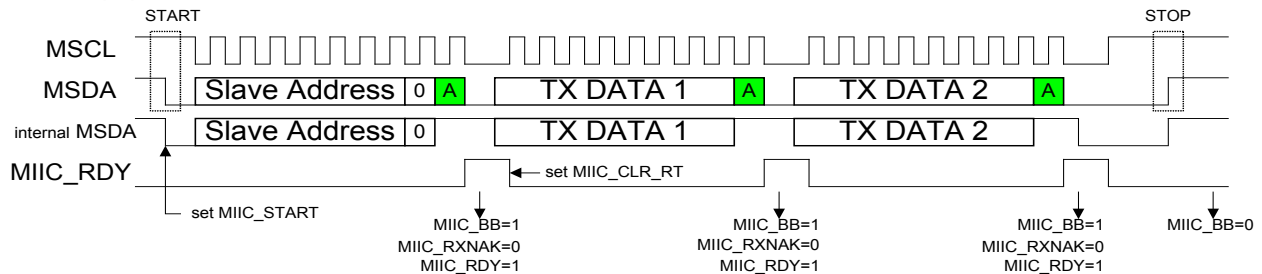 START
STOP
MSCL
MSDA
Slave Address 0 A
TX DATA 1 A
TX DATA 2 A
internal MSDA
Slave Address 0
TX DATA 1
TX DATA 2
MIIC_RDY
set MIIC_CLR_RT
set MIIC_START
MIIC_BB=1
MIIC_RXNAK=0
MIIC_RDY=1
MIIC_BB=1
MIIC_RXNAK=0
MIIC_RDY=1
MIIC_BB=1
MIIC_RXNAK=0
MIIC_RDY=1
MIIC_BB=0